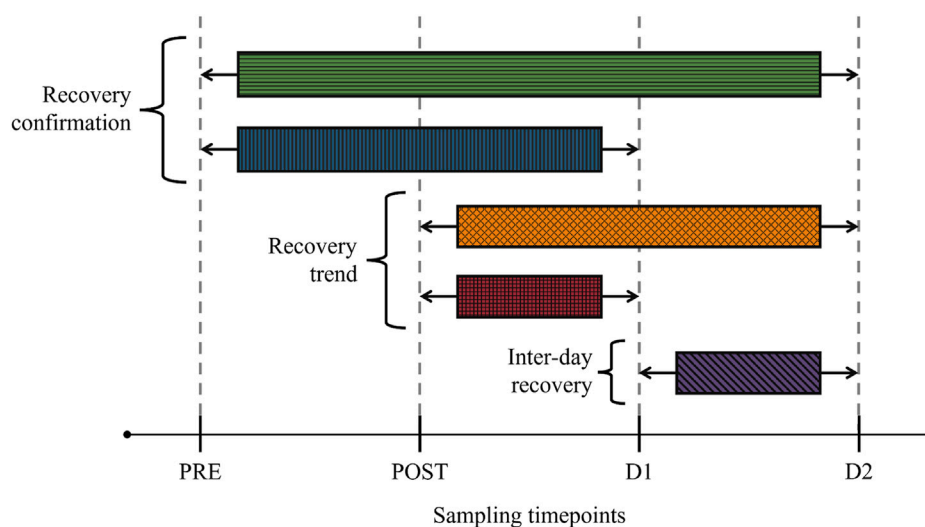 Recovery
confirmation
Recovery
trend
Inter-day
recovery
PRE
POST
D1
D2
Sampling timepoints